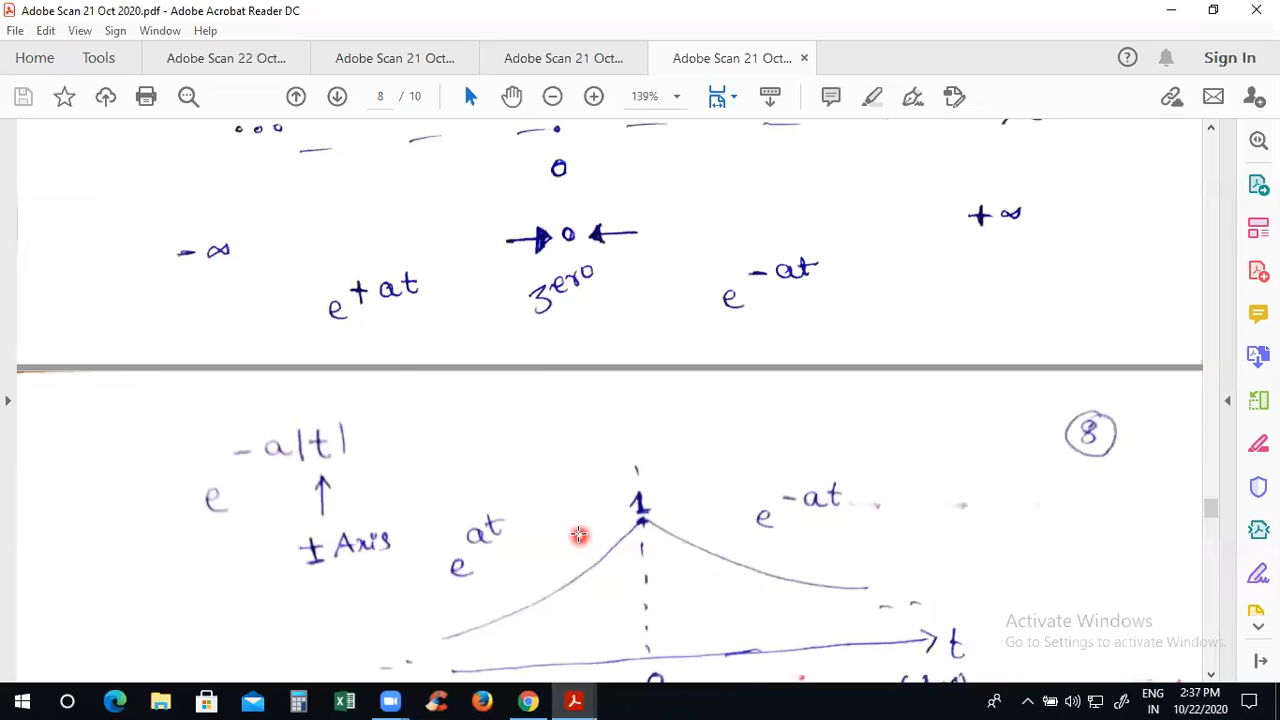 Adobe Scan 21 Oct 2020.pdf - Adobe Acrobat Reader DC
File Edit View Sign Window Help
Home Tools Adobe Scan 22 Oct... Adobe Scan 21 Oct... Adobe Scan 21 Oct... Adobe Scan 21 Oct... × Sign In
8 / 10 139%
0
+ ∞
- ∞ 0
e^{+at} zero e^{-at}
e^{-a|t|} 8
± Axis e^{at} 1 e^{-at}
t
Activate Windows
Go to Settings to activate Windows.
ENG 2:37 PM
IN 10/22/2020